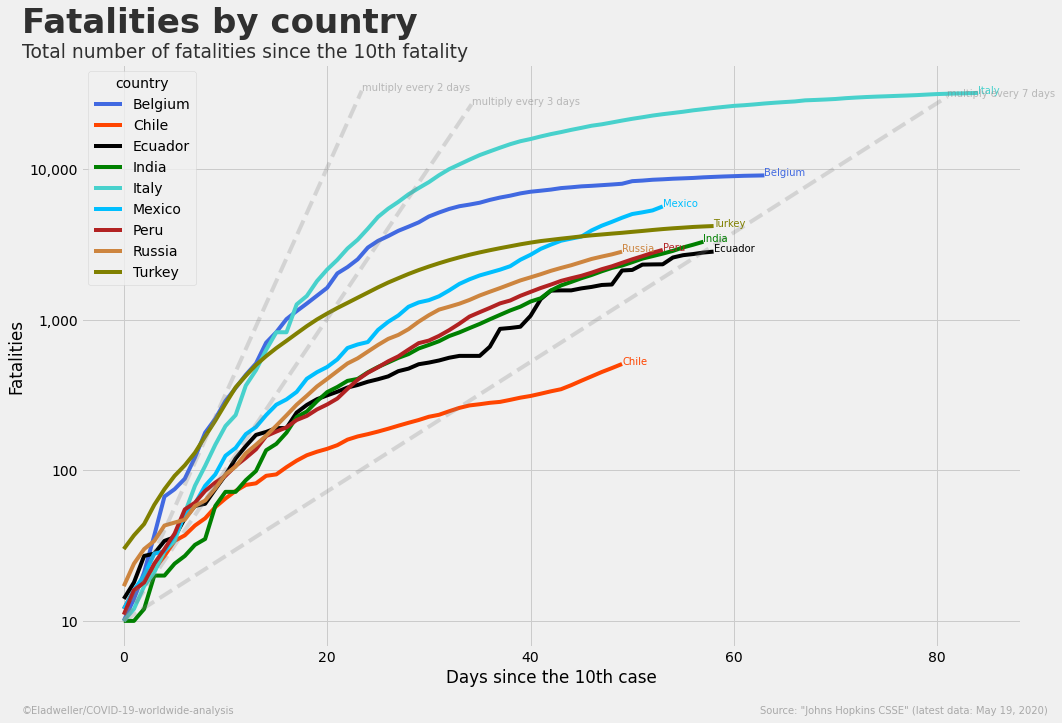 Fatalities by country
Total number of fatalities since the 10th fatality
country
Belgium
Chile
Ecuador
India
Italy
Mexico
Peru
Russia
Turkey
multiply every 2 days
multiply every 3 days
multiply every 7 days
Italy
Belgium
Mexico
Turkey
India
Ecuador
Russia
Peru
Chile
Fatalities
10,000
1,000
100
10
0
20
40
60
80
Days since the 10th case
©Eladweller/COVID-19-worldwide-analysis
Source: "Johns Hopkins CSSE" (latest data: May 19, 2020)